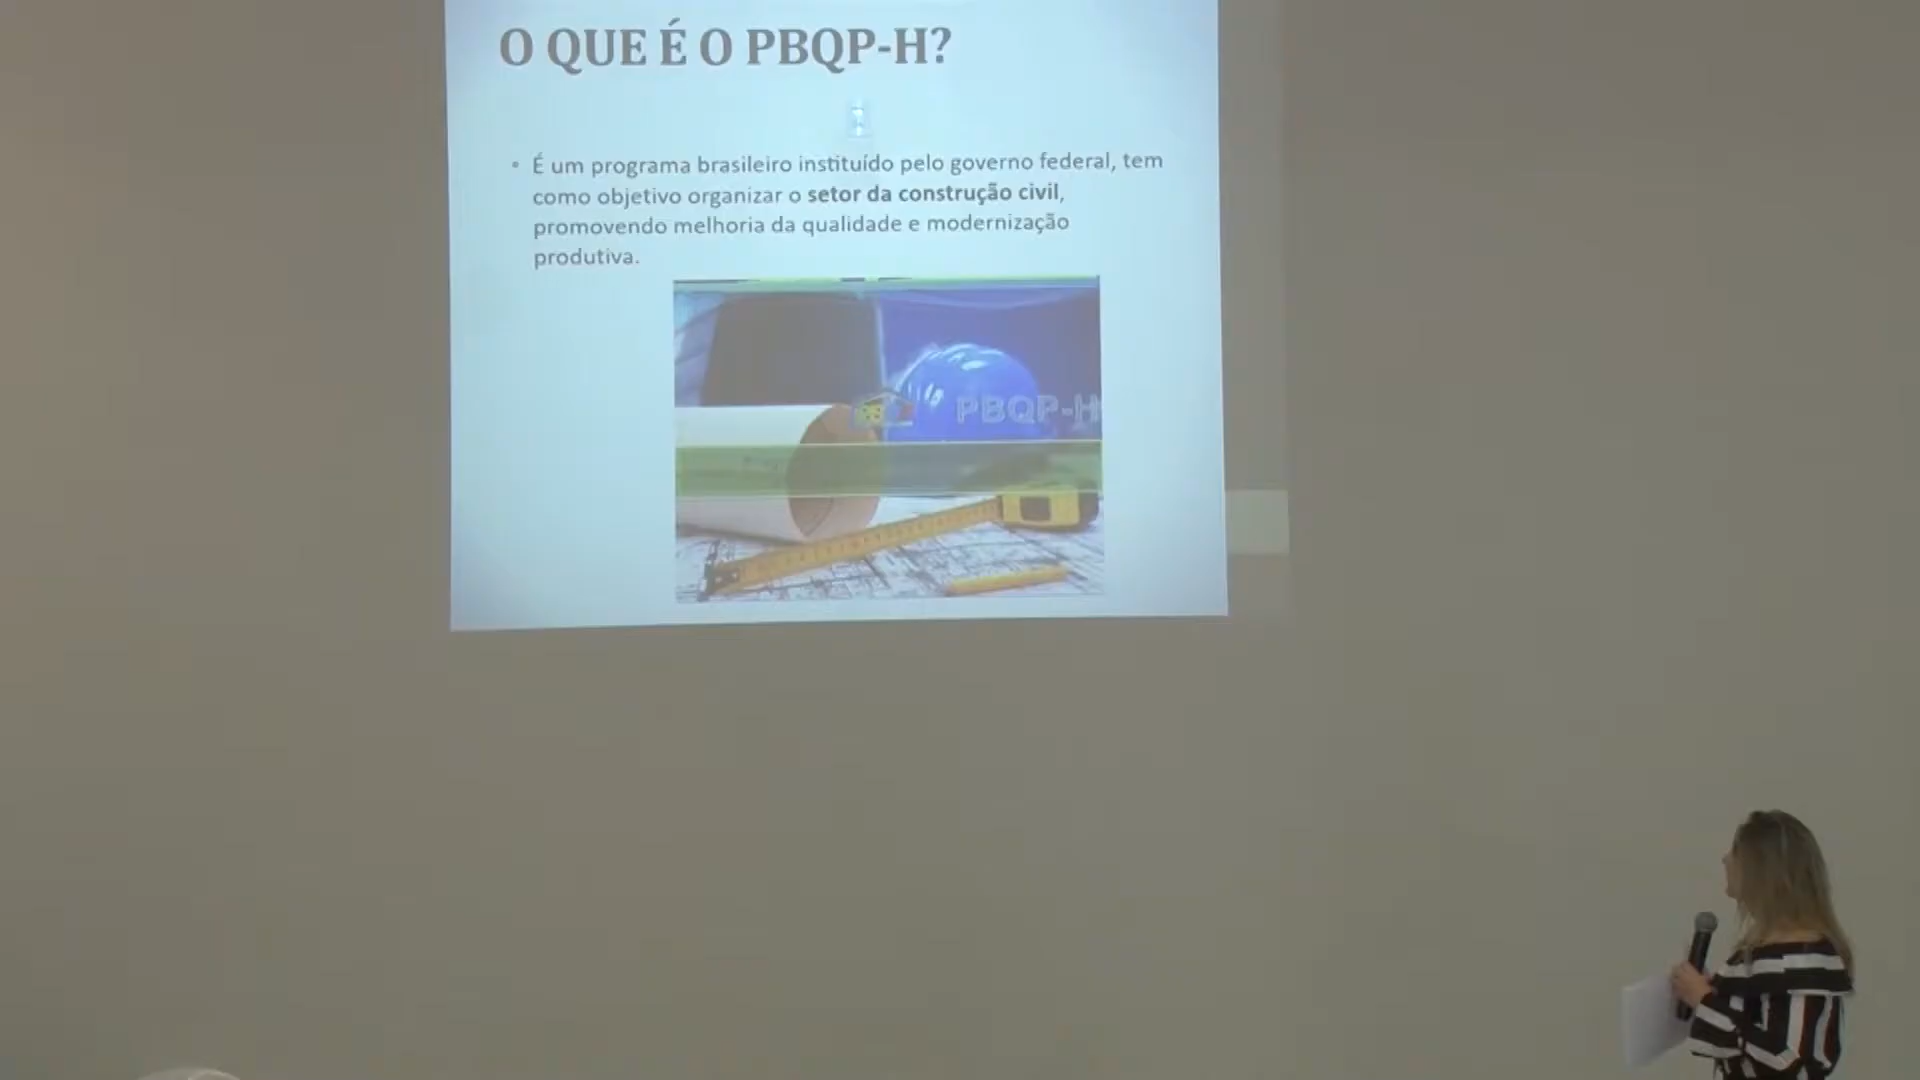 O QUE É O PBQP-H?
• É um programa brasileiro instituído pelo governo federal, tem
como objetivo organizar o setor da construção civil,
promovendo melhoria da qualidade e modernização
produtiva.
PBQP-H